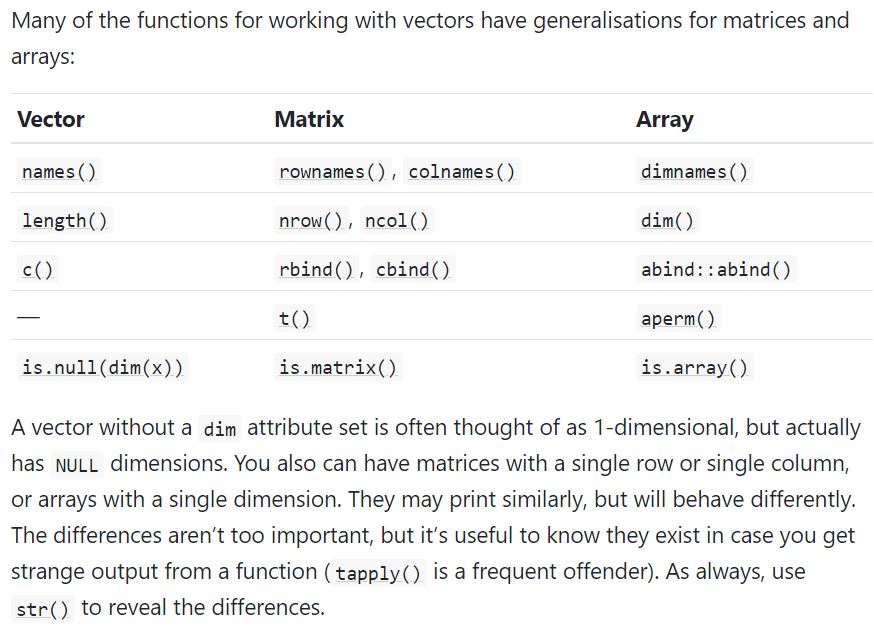 Many of the functions for working with vectors have generalisations for matrices and
arrays:
Vector Matrix Array
names() rownames(), colnames() dimnames()
length() nrow(), ncol() dim()
c() rbind(), cbind() abind::abind()
— t() aperm()
is.null(dim(x)) is.matrix() is.array()
A vector without a dim attribute set is often thought of as 1-dimensional, but actually
has NULL dimensions. You also can have matrices with a single row or single column,
or arrays with a single dimension. They may print similarly, but will behave differently.
The differences aren’t too important, but it’s useful to know they exist in case you get
strange output from a function (tapply() is a frequent offender). As always, use
str() to reveal the differences.